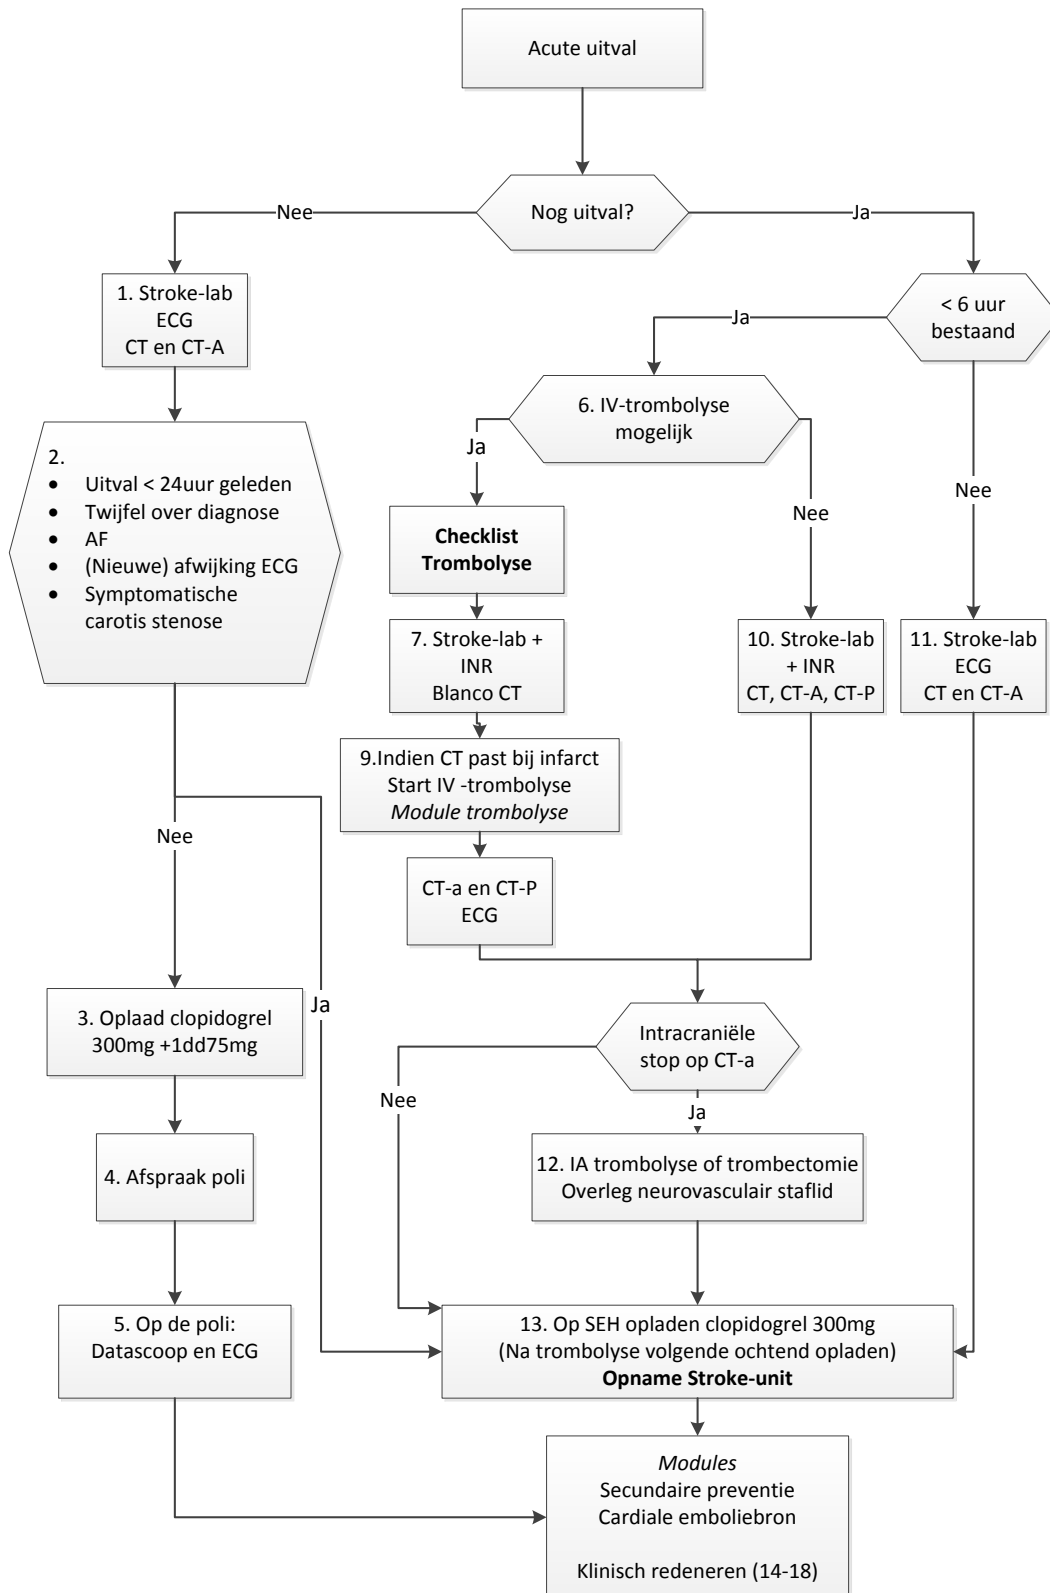 Acute uitval
Nog uitval?
Nee
Ja
1. Stroke-lab
ECG
CT en CT-A
< 6 uur
bestaand
Ja
6. IV-trombolyse
mogelijk
2.
• Uitval < 24uur geleden
• Twijfel over diagnose
• AF
• (Nieuwe) afwijking ECG
• Symptomatische
carotis stenose
Ja
Nee
Nee
Checklist
Trombolyse
7. Stroke-lab +
INR
Blanco CT
10. Stroke-lab
+ INR
CT, CT-A, CT-P
11. Stroke-lab
ECG
CT en CT-A
9.Indien CT past bij infarct
Start IV -trombolyse
Module trombolyse
Nee
CT-a en CT-P
ECG
3. Oplaad clopidogrel
300mg +1dd75mg
Ja
Intracraniële
stop op CT-a
Nee
Ja
4. Afspraak poli
12. IA trombolyse of trombectomie
Overleg neurovasculair staflid
5. Op de poli:
Datascoop en ECG
13. Op SEH opladen clopidogrel 300mg
(Na trombolyse volgende ochtend opladen)
Opname Stroke-unit
Modules
Secundaire preventie
Cardiale emboliebron
Klinisch redeneren (14-18)